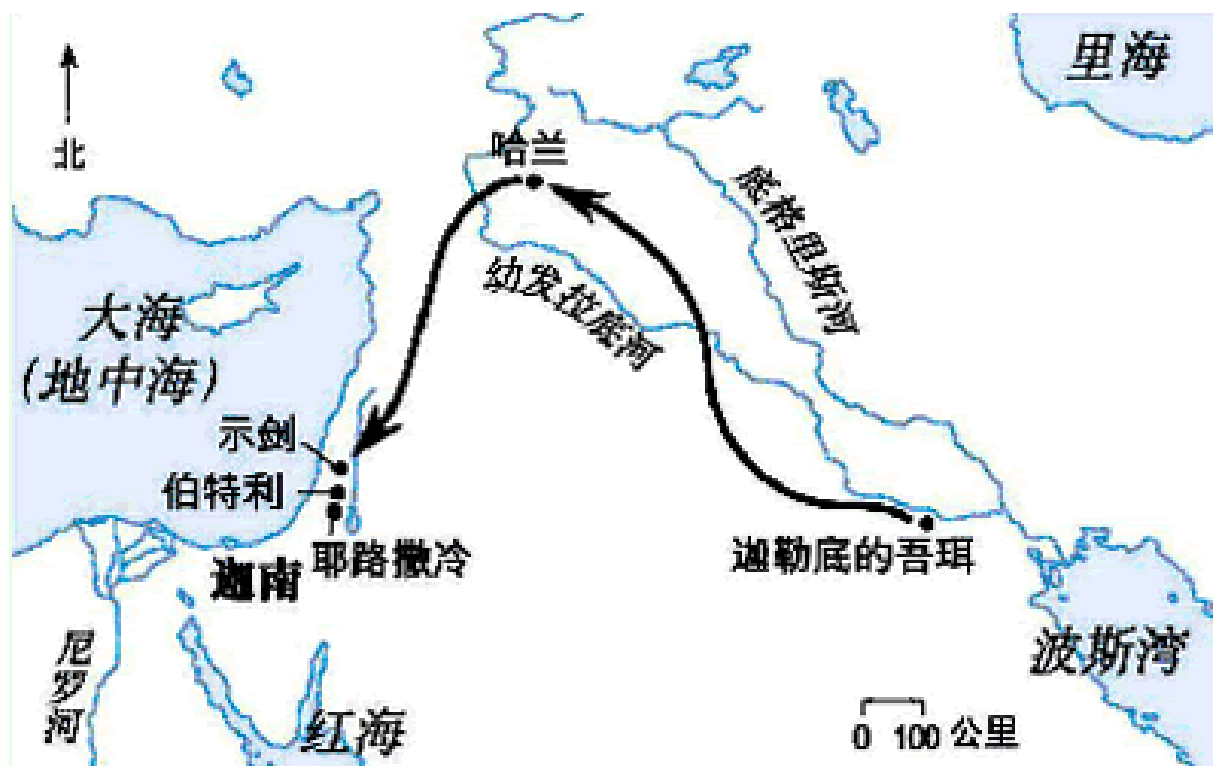 里海
北
哈兰
底格里斯河
幼发拉底河
大海
(地中海)
示剑
伯特利
耶路撒冷
迦南
迦勒底的吾珥
尼罗河
红海
波斯湾
0 100 公里